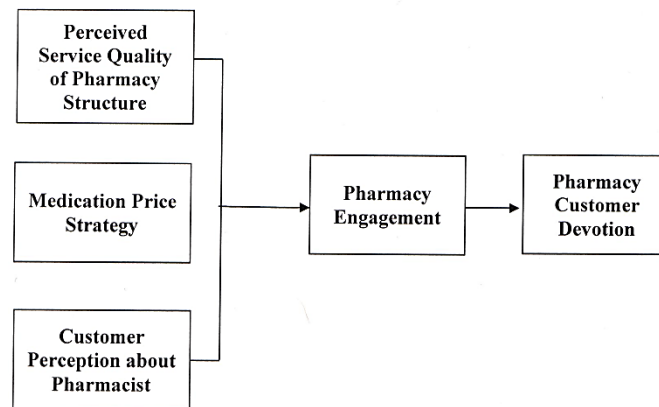 Perceived
Service Quality
of Pharmacy
Structure
Medication Price
Strategy
Customer
Perception about
Pharmacist
Pharmacy
Engagement
Pharmacy
Customer
Devotion